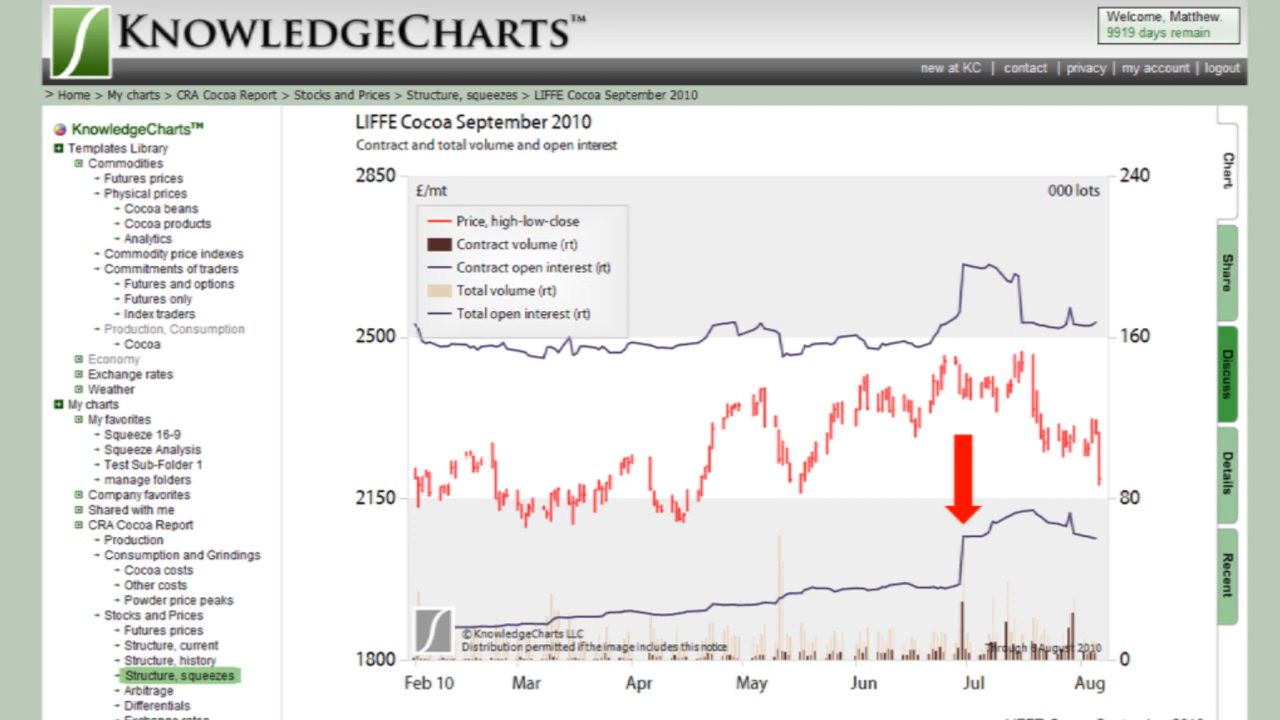 KNOWLEDGECHARTS™
Welcome, Matthew.
9919 days remain
new at KC | contact | privacy | my account | logout
> Home > My charts > CRA Cocoa Report > Stocks and Prices > Structure, squeezes > LIFFE Cocoa September 2010
KnowledgeCharts™
Templates Library
Commodities
Futures prices
Physical prices
Cocoa beans
Cocoa products
Analytics
Commodity price indexes
Commitments of traders
Futures and options
Futures only
Index traders
Production, Consumption
Cocoa
Economy
Exchange rates
Weather
My charts
My favorites
Squeeze 16-9
Squeeze Analysis
Test Sub-Folder 1
manage folders
Company favorites
Shared with me
CRA Cocoa Report
Production
Consumption and Grindings
Cocoa costs
Other costs
Powder price peaks
Stocks and Prices
Futures prices
Structure, current
Structure, history
Structure, squeezes
Arbitrage
Differentials
Exchange rates
LIFFE Cocoa September 2010
Contract and total volume and open interest
2850 240
£/mt 000 lots
Price, high-low-close
Contract volume (rt)
Contract open interest (rt)
Total volume (rt)
Total open interest (rt)
2500 160
2150 80
© KnowledgeCharts LLC
Distribution permitted if the image includes this notice
Through 6 August 2010
1800 0
Feb 10 Mar Apr May Jun Jul Aug
Chart
Share
Discuss
Details
Recent